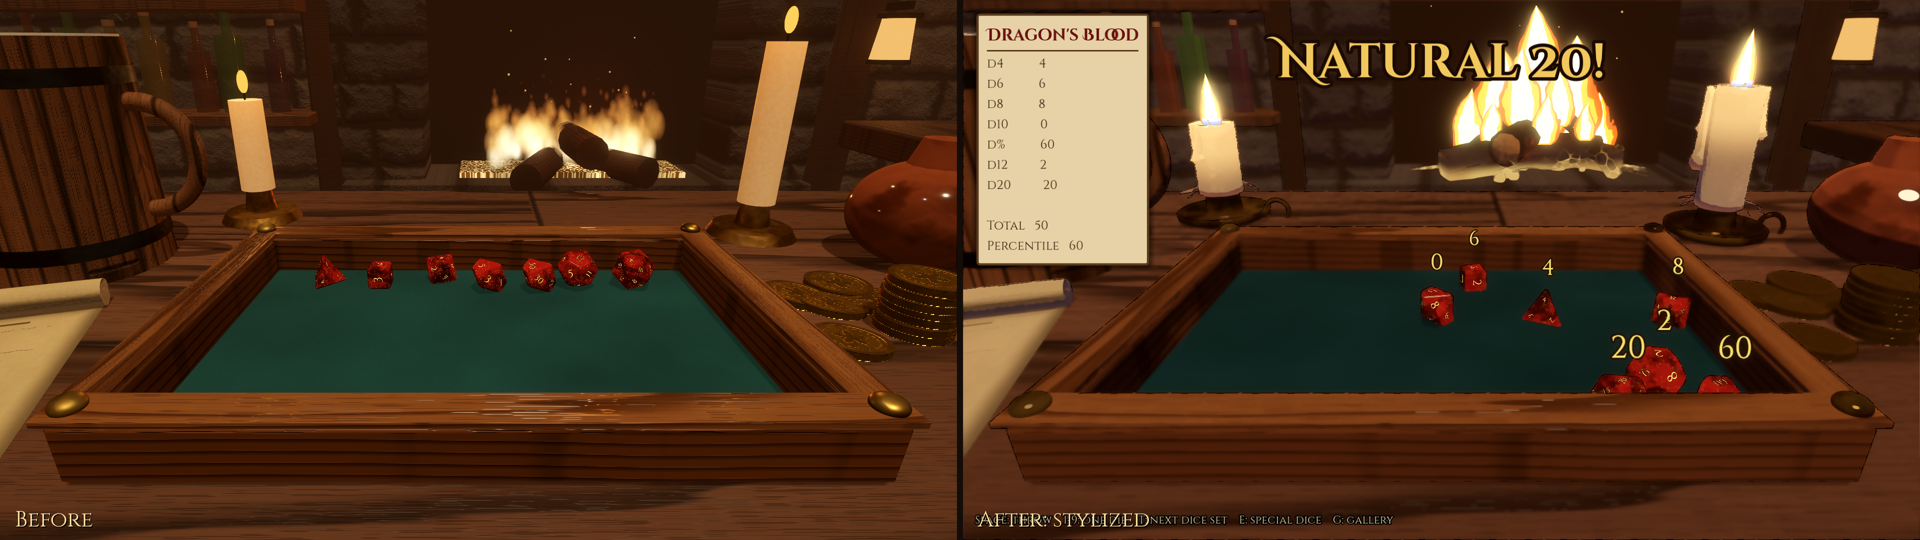 Before
Dragon's Blood
D4 4
D6 6
D8 8
D10 0
D% 60
D12 2
D20 20
Total 50
Percentile 60
Natural 20!
6
0
4
8
2
20
60
After: stylized
next dice set E: special dice G: gallery